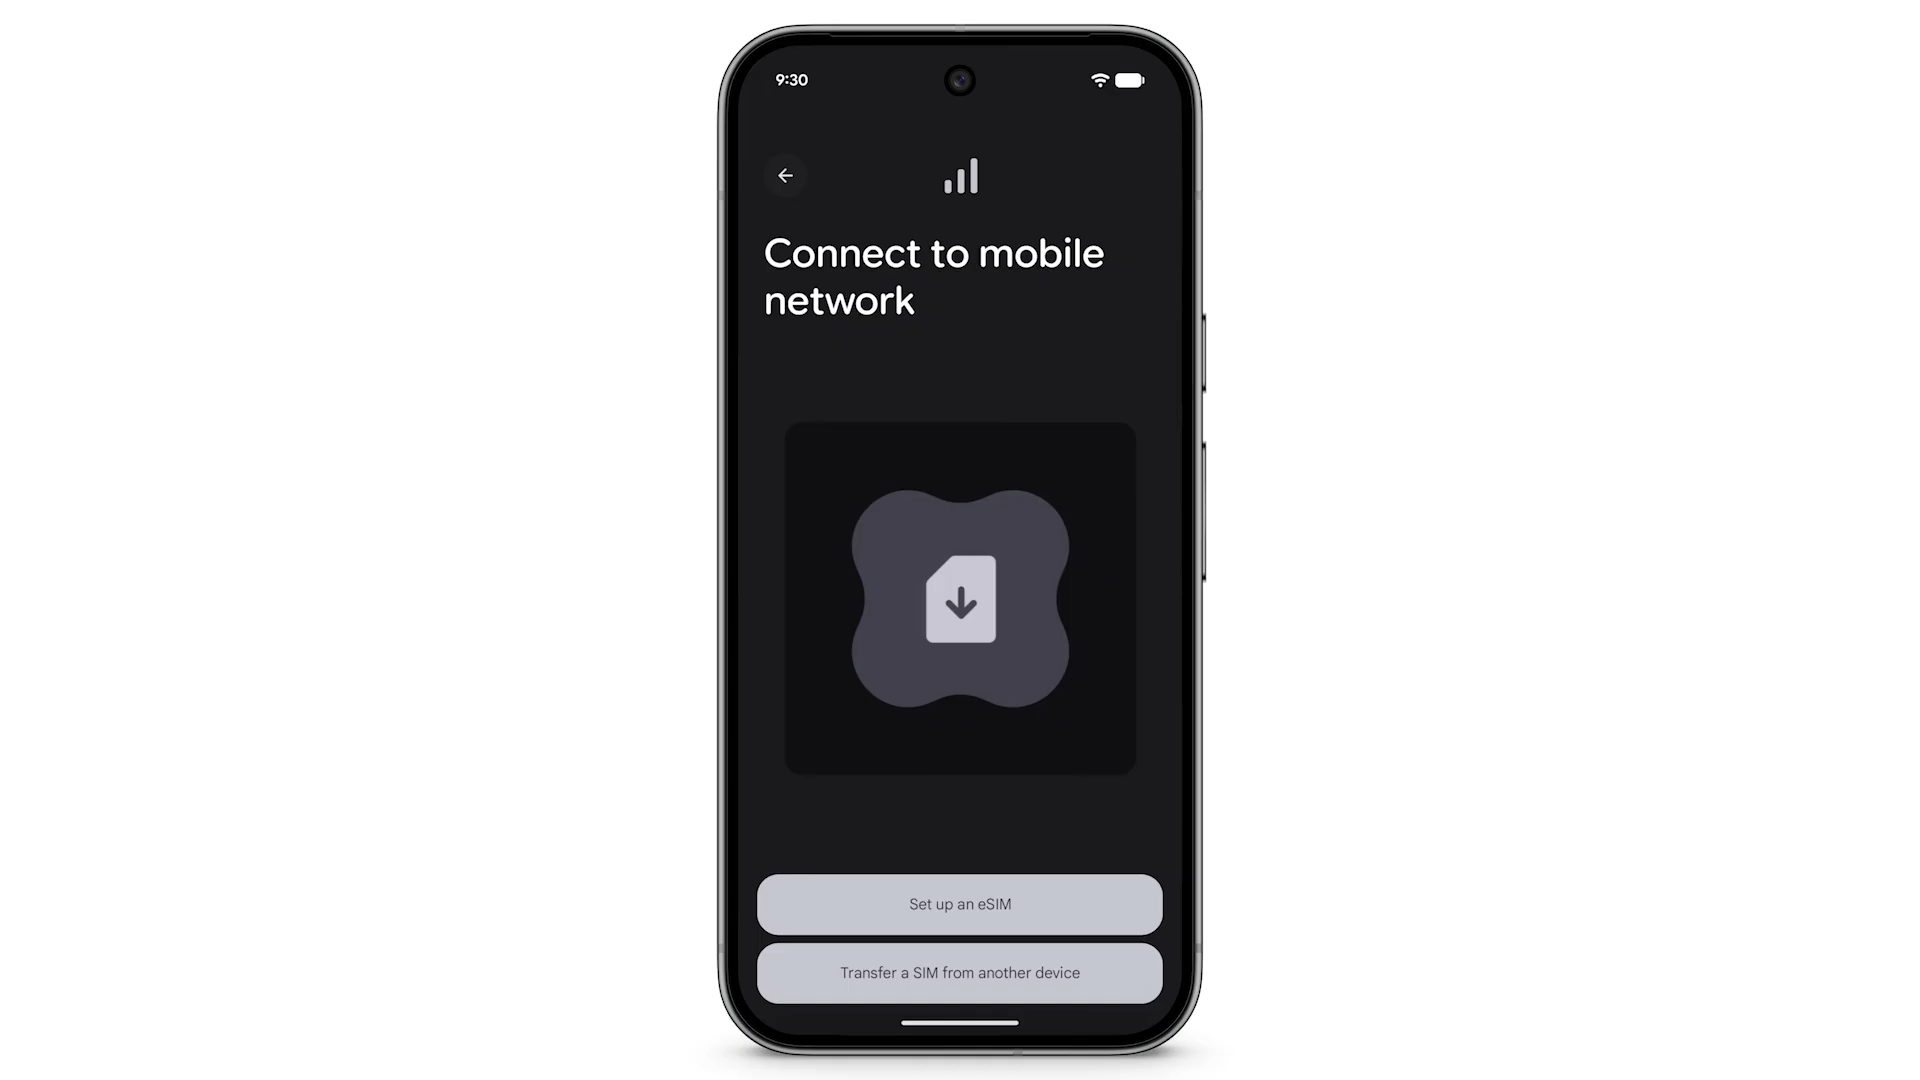 9:30
Connect to mobile
network
Set up an eSIM
Transfer a SIM from another device